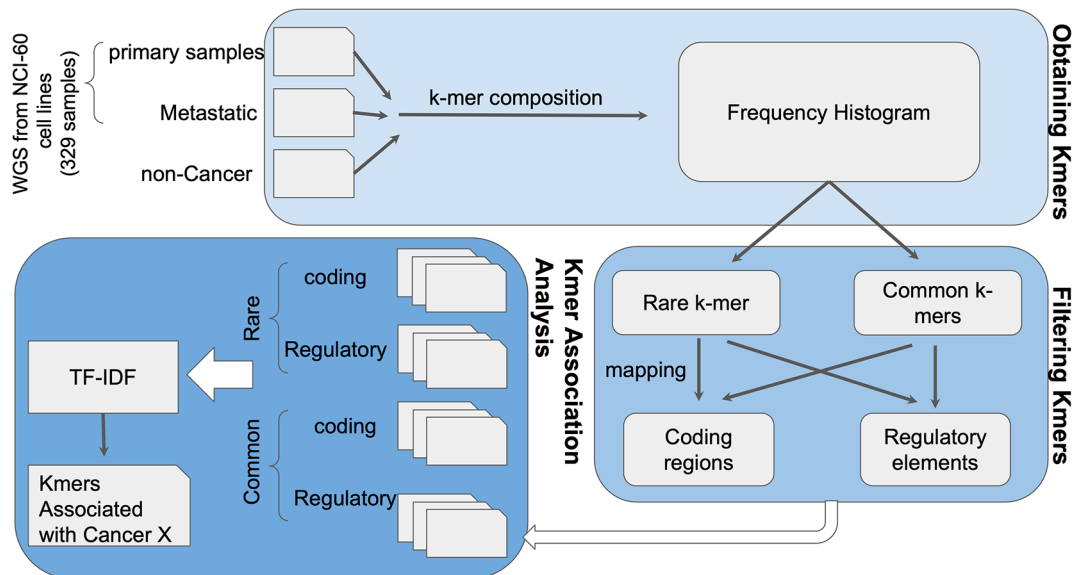 WGS from NCI-60
cell lines
(329 samples)
primary samples
Metastatic
non-Cancer
k-mer composition
Frequency Histogram
Obtaining Kmers
Rare k-mer
Common k-
mers
mapping
Coding
regions
Regulatory
elements
Filtering Kmers
Kmer Association
Analysis
Rare
coding
Regulatory
Common
coding
Regulatory
TF-IDF
Kmers
Associated
with Cancer X